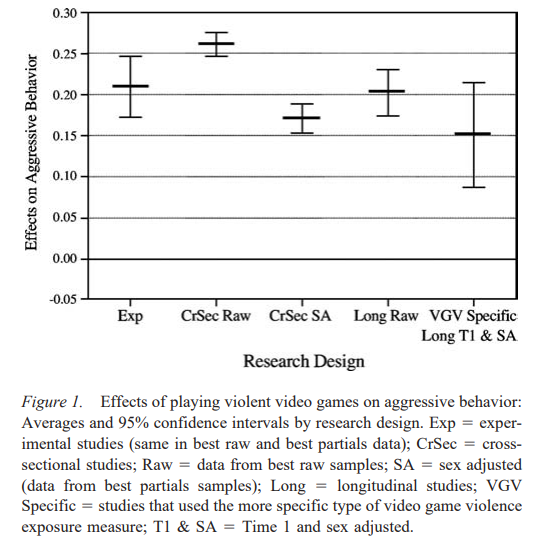 0.30
0.25
0.20
0.15
0.10
0.05
0.00
-0.05
Effects on Aggressive Behavior
Exp CrSec Raw CrSec SA Long Raw VGV Specific
Long T1 & SA
Research Design
Figure 1. Effects of playing violent video games on aggressive behavior:
Averages and 95% confidence intervals by research design. Exp = exper-
imental studies (same in best raw and best partials data); CrSec = cross-
sectional studies; Raw = data from best raw samples; SA = sex adjusted
(data from best partials samples); Long = longitudinal studies; VGV
Specific = studies that used the more specific type of video game violence
exposure measure; T1 & SA = Time 1 and sex adjusted.